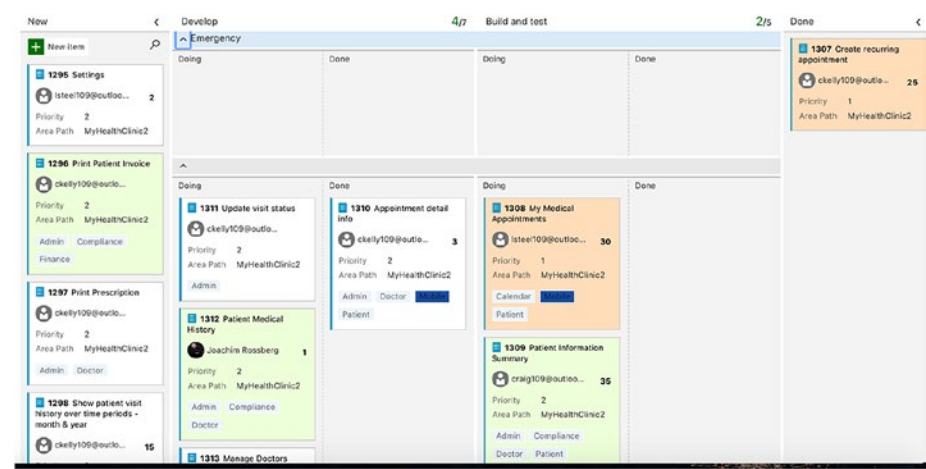 New
Develop
4/7
Build and test
2/5
Done
Emergency
New item
Doing
Done
Doing
Done
1295 Settings
lsteel109@outloo...
2
Priority 2
Area Path MyHealthClinic2
1296 Print Patient Invoice
ckelly109@outlo...
Priority 2
Area Path MyHealthClinic2
Admin Compliance
Finance
1297 Print Prescription
ckelly109@outlo...
Priority 2
Area Path MyHealthClinic2
Admin Doctor
1298 Show patient visit
history over time periods -
month & year
ckelly109@outlo...
15
Doing
Done
Doing
Done
1311 Update visit status
ckelly109@outlo...
Priority 2
Area Path MyHealthClinic2
Admin
1312 Patient Medical
History
Joachim Rossberg
1
Priority 2
Area Path MyHealthClinic2
Admin Compliance
Doctor
1313 Manage Doctors
1310 Appointment detail
info
ckelly109@outlo...
3
Priority 2
Area Path MyHealthClinic2
Admin Doctor Mobile
Patient
1308 My Medical
Appointments
lsteel109@outloo...
30
Priority 1
Area Path MyHealthClinic2
Calendar Mobile
Patient
1309 Patient Information
Summary
craig109@outloo...
35
Priority 2
Area Path MyHealthClinic2
Admin Compliance
Doctor Patient
1307 Create recurring
appointment
ckelly109@outlo...
25
Priority 1
Area Path MyHealthClinic2